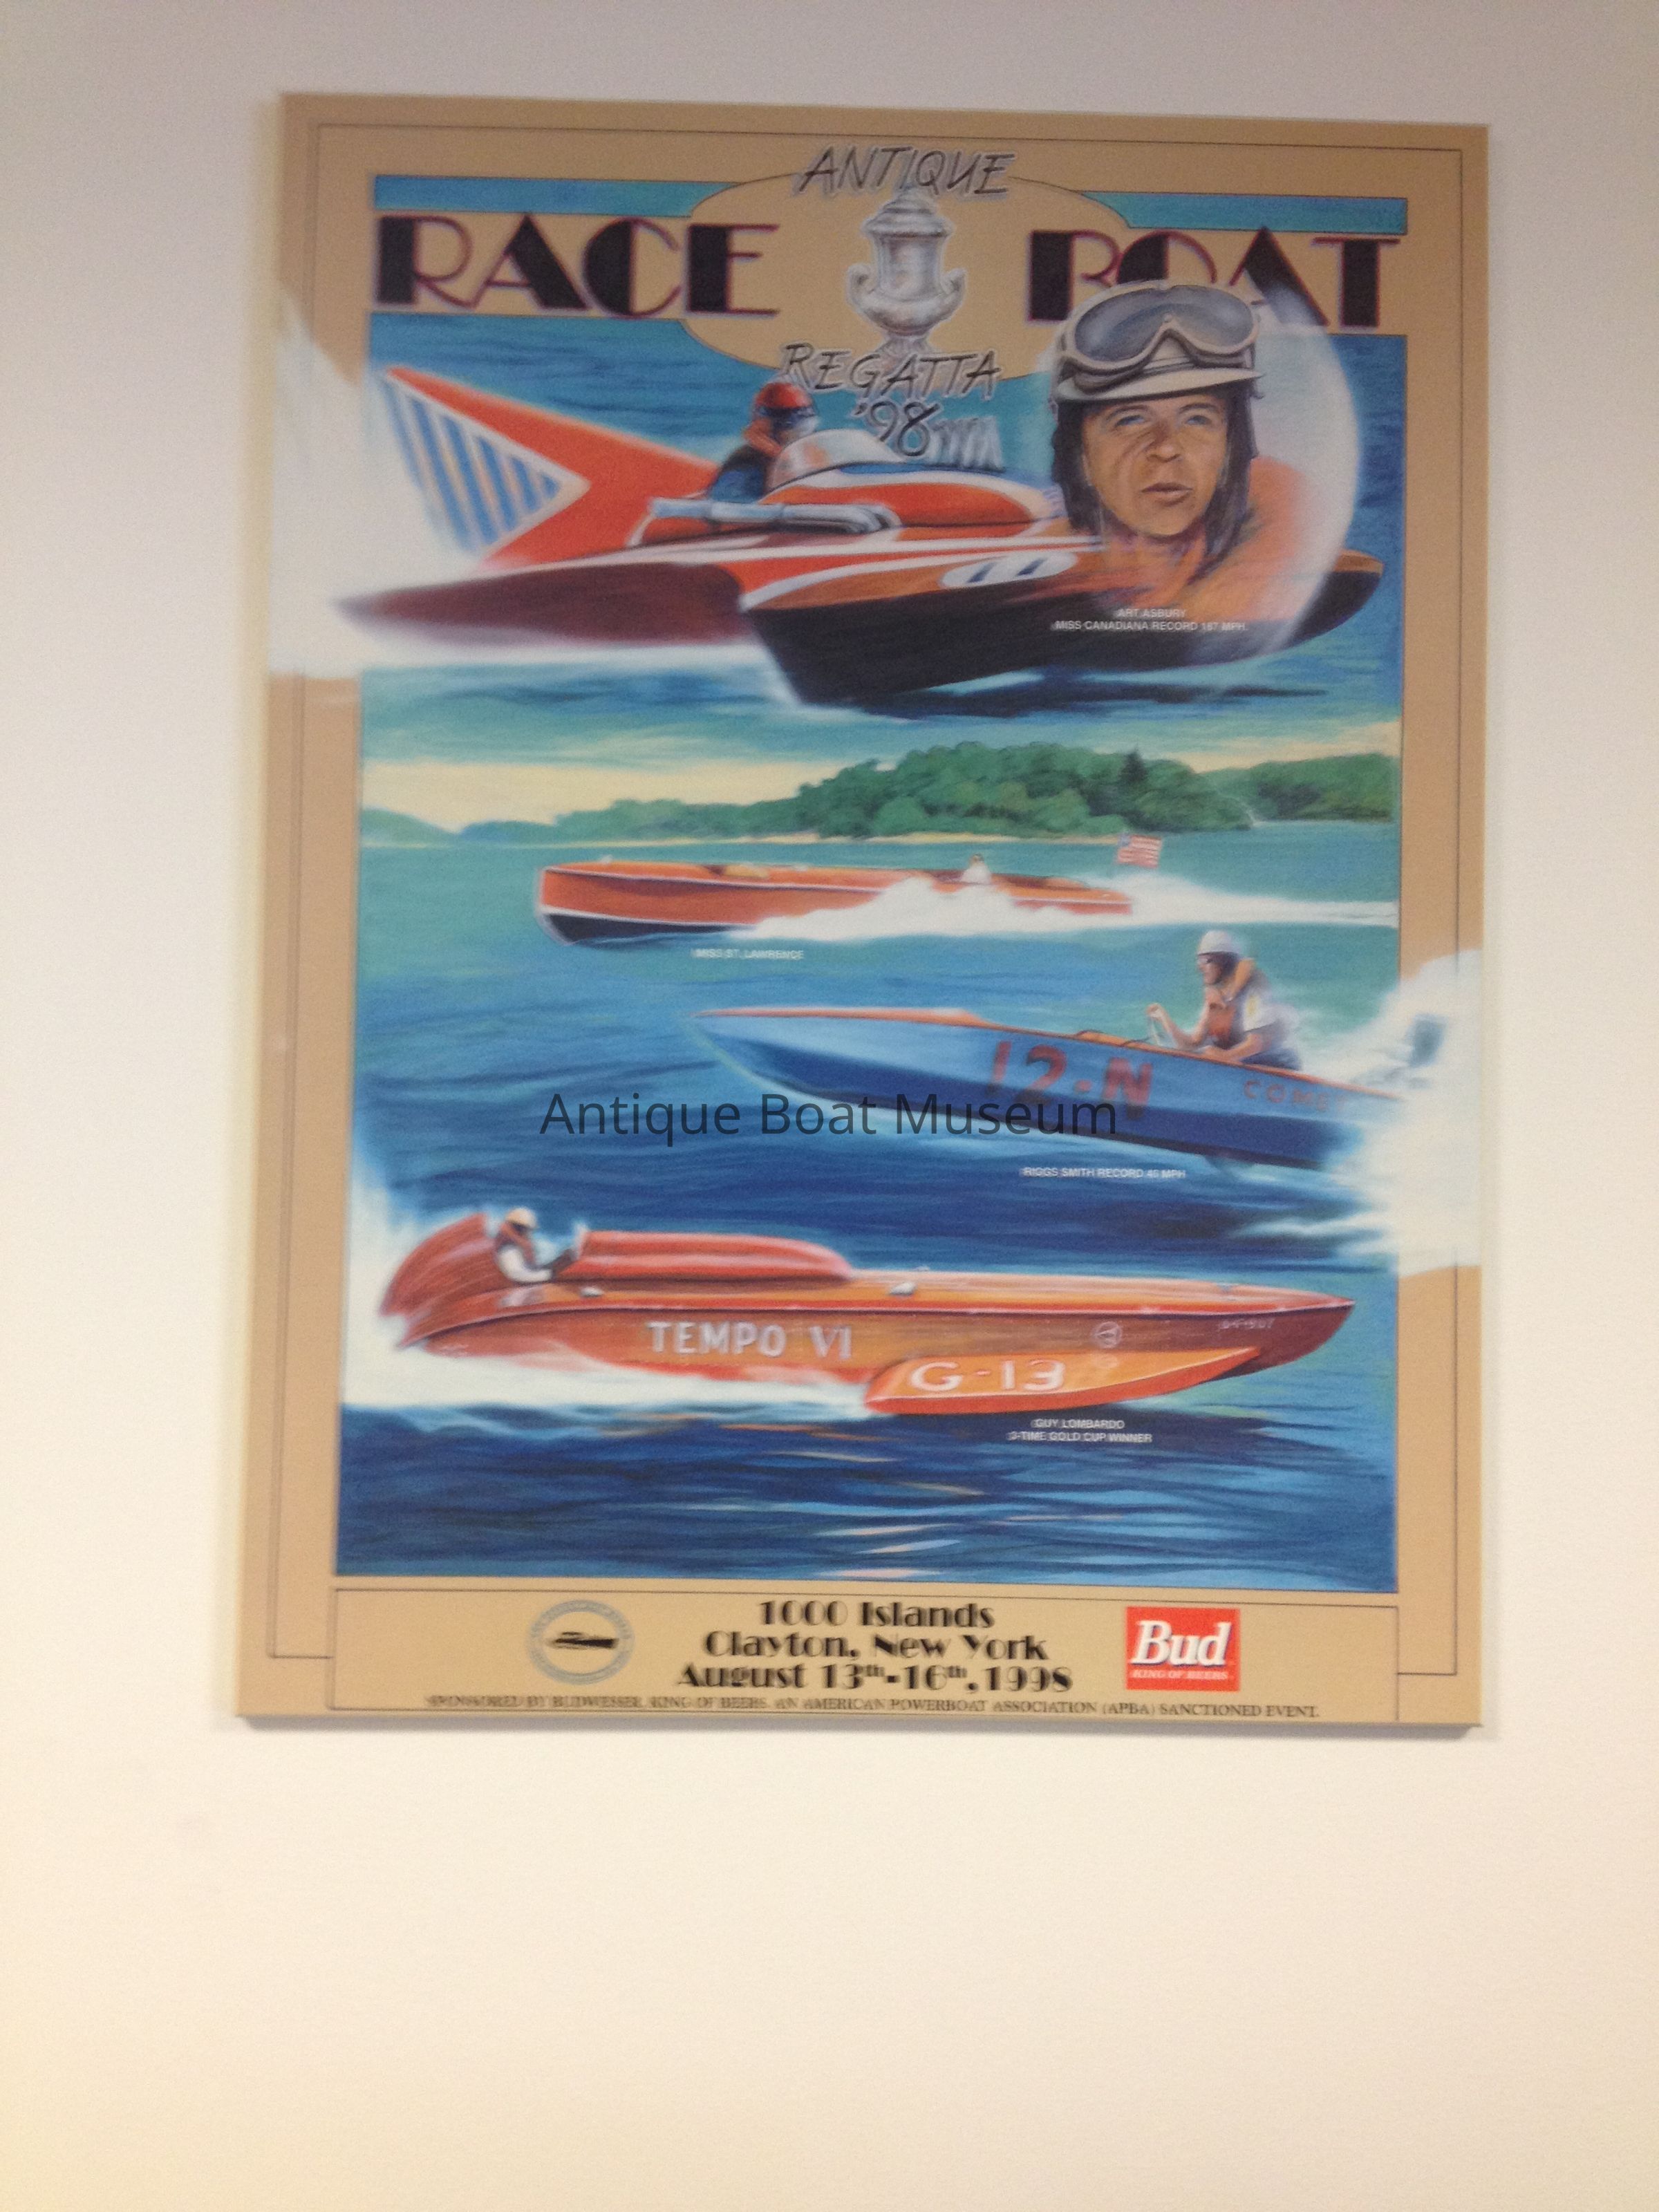 ANTIQUE
RACE BOAT
REGATTA
'98
ART ASBURY
MISS CANADIANA RECORD 187 MPH
MISS ST. LAWRENCE
12-N COMET
Antique Boat Museum
RIGGS SMITH RECORD 45 MPH
TEMPO VI
G-13
GUY LOMBARDO
3-TIME GOLD CUP WINNER
1000 Islands
Clayton, New York
August 13th-16th, 1998
Bud
KING OF BEERS
SPONSORED BY BUDWEISER, KING OF BEERS. AN AMERICAN POWERBOAT ASSOCIATION (APBA) SANCTIONED EVENT.